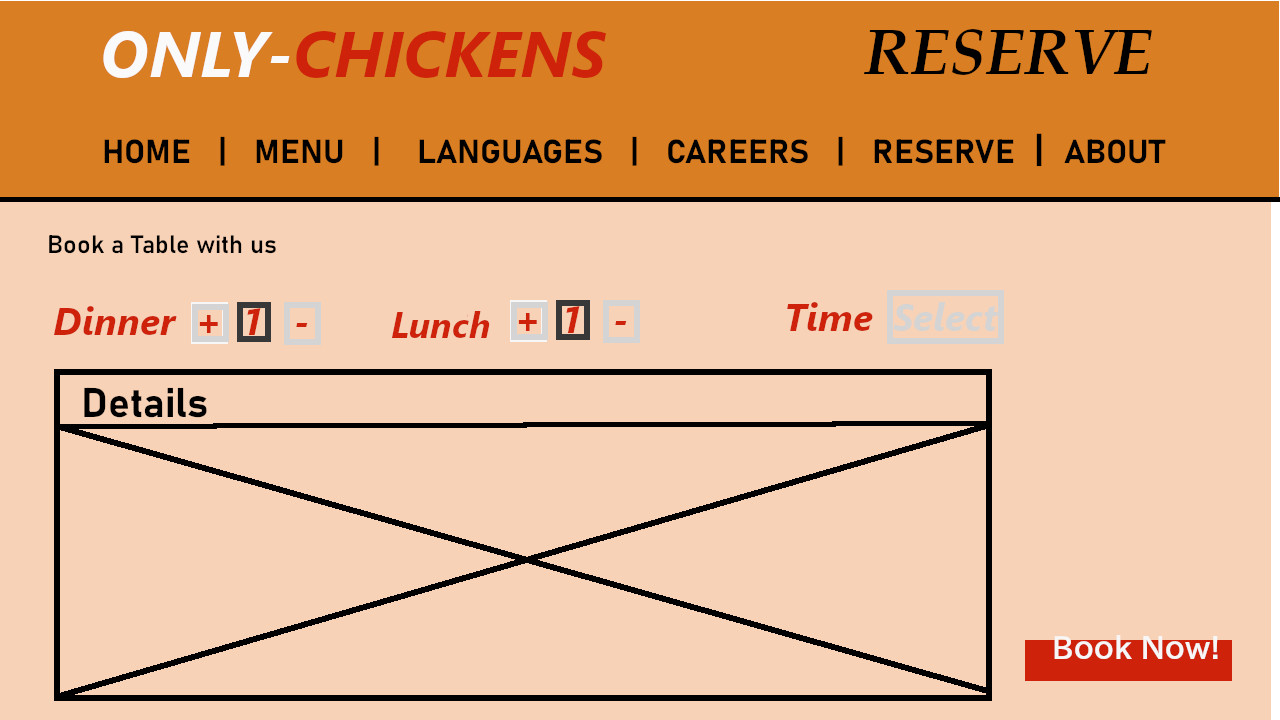 ONLY-CHICKENS RESERVE
HOME | MENU | LANGUAGES | CAREERS | RESERVE | ABOUT
Book a Table with us
Dinner + 1 - Lunch + 1 - Time Select
Details
Book Now!